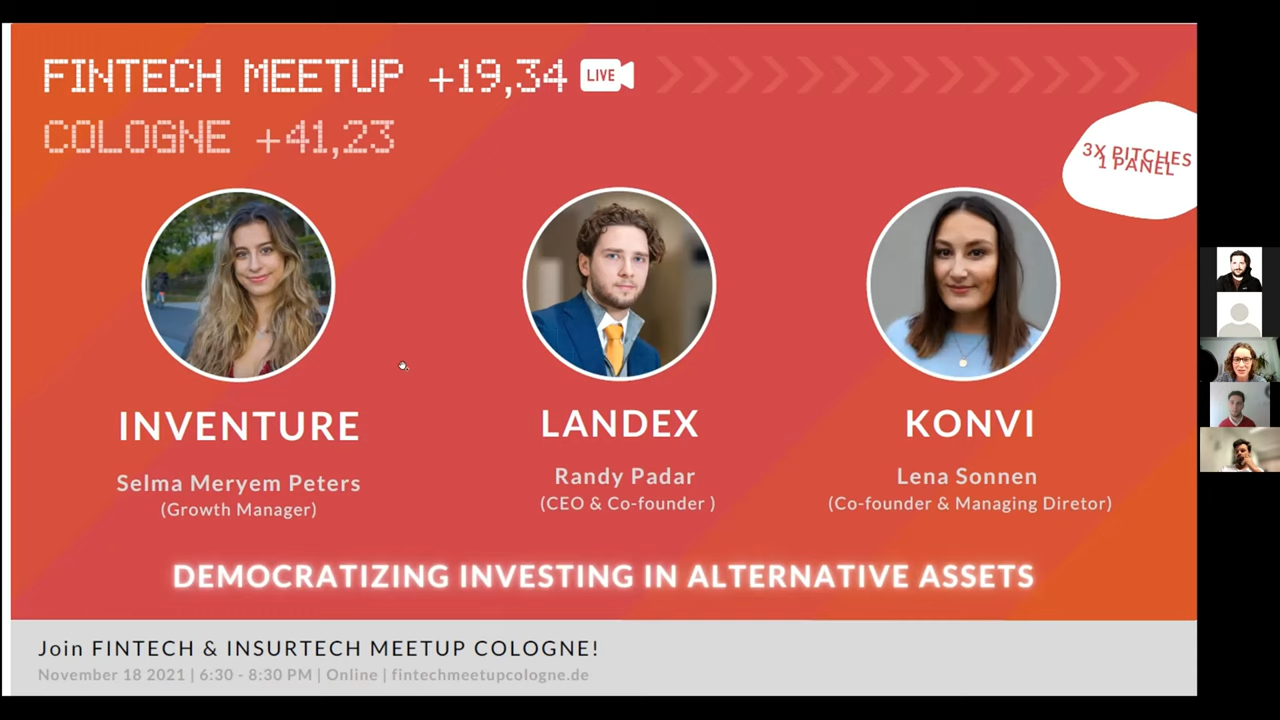 FINTECH MEETUP +19,34
LIVE
COLOGNE +41,23
3X PITCHES
1 PANEL
INVENTURE
Selma Meryem Peters
(Growth Manager)
LANDEX
Randy Padar
(CEO & Co-founder )
KONVI
Lena Sonnen
(Co-founder & Managing Diretor)
DEMOCRATIZING INVESTING IN ALTERNATIVE ASSETS
Join FINTECH & INSURTECH MEETUP COLOGNE!
November 18 2021 | 6:30 - 8:30 PM | Online | fintechmeetupcologne.de